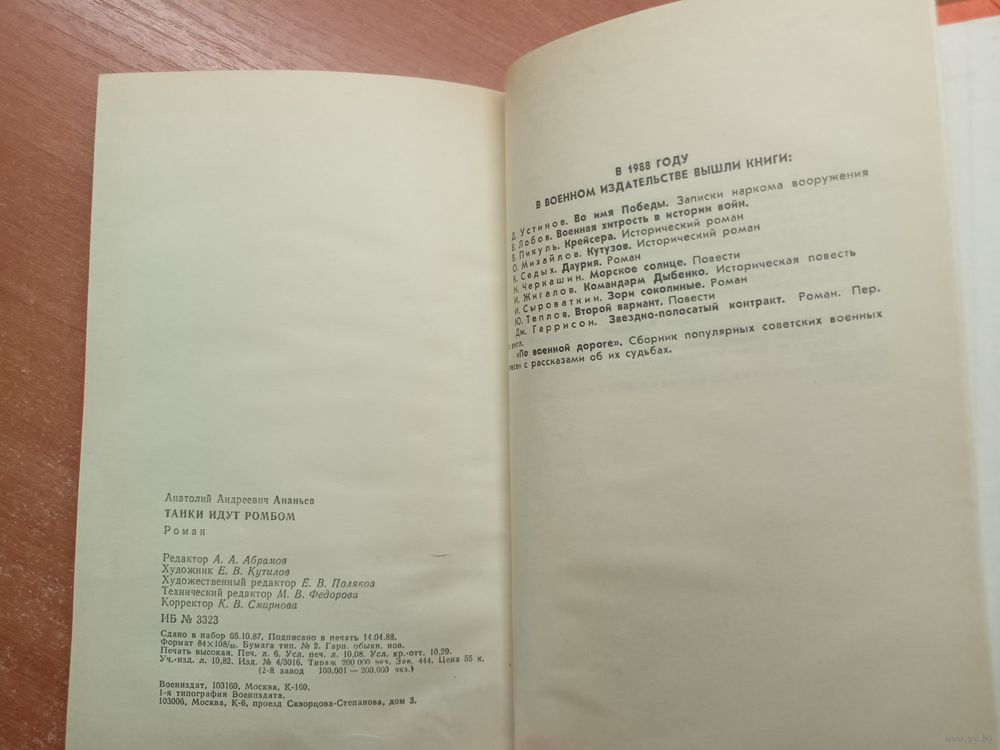 Анатолий Андреевич Ананьев
ТАНКИ ИДУТ РОМБОМ
Роман
Редактор А. А. Абрамов
Художник Е. В. Кутилов
Художественный редактор Е. В. Поляков
Технический редактор М. В. Федорова
Корректор К. В. Смирнова
ИБ № 3323
Сдано в набор 05.10.87. Подписано в печать 14.04.88.
Формат 84×108/32. Бумага тип. № 2. Гарн. обыкн. нов.
Печать высокая. Печ. л. 6. Усл. печ. л. 10,08. Усл. кр.-отт. 10,29.
Уч.-изд. л. 10,82. Изд. № 4/3016. Тираж 200 000 экз. Зак. 444. Цена 55 к.
(2-й завод 100,001—200.000 экз.)
Воениздат, 103160, Москва, К-160.
1-я типография Воениздата.
103006, Москва, К-6, проезд Скворцова-Степанова, дом 3.
В 1988 ГОДУ
В ВОЕННОМ ИЗДАТЕЛЬСТВЕ ВЫШЛИ КНИГИ:
Д. Устинов. Во имя Победы. Записки наркома вооружения
В. Лобов. Военная хитрость в истории войн.
В. Пикуль. Крейсера. Исторический роман
О. Михайлов. Кутузов. Исторический роман
К. Седых. Даурия. Роман
Н. Черкашин. Морское солнце. Повести
И. Жигалов. Командарм Дыбенко. Историческая повесть
И. Сыроваткин. Зори соколиные. Роман
Ю. Теплов. Второй вариант. Повести
Дж. Гаррисон. Звездно-полосатый контракт. Роман. Пер.
с англ.
«По военной дороге». Сборник популярных советских военных
песен с рассказами об их судьбах.
www.ay.by